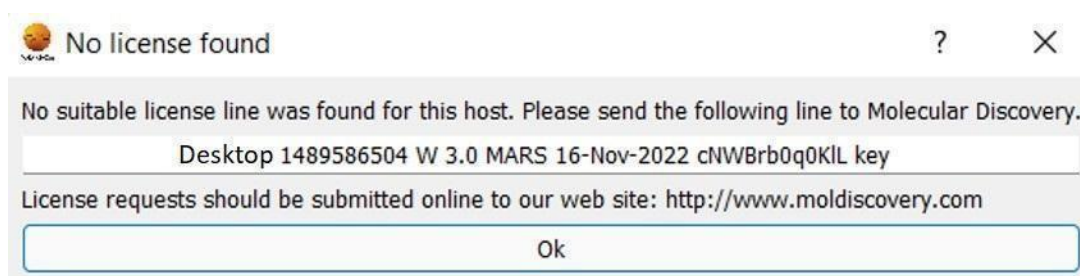 No license found ?
No suitable license line was found for this host. Please send the following line to Molecular Discovery.
Desktop 1489586504 W 3.0 MARS 16-Nov-2022 cNWBrb0q0KlL key
License requests should be submitted online to our web site: http://www.moldiscovery.com
Ok